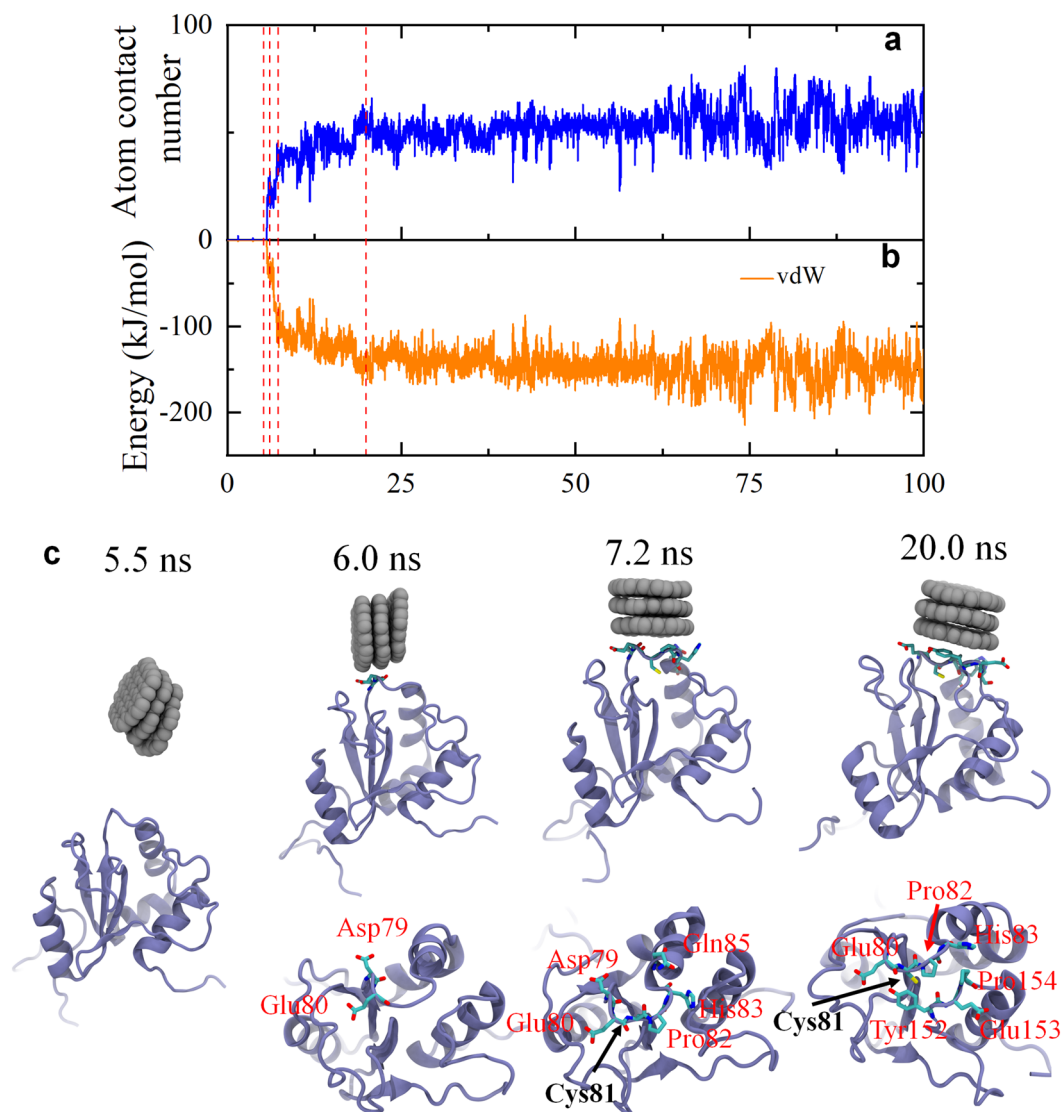 100
a
Atom contact
number
50
0
b
vdW
Energy (kJ/mol)
-100
-200
0
25
50
75
100
c
5.5 ns
6.0 ns
7.2 ns
20.0 ns
Asp79
Glu80
Asp79
Gln85
Glu80
His83
Pro82
Cys81
Pro82
Glu80
His83
Pro154
Cys81
Tyr152
Glu153